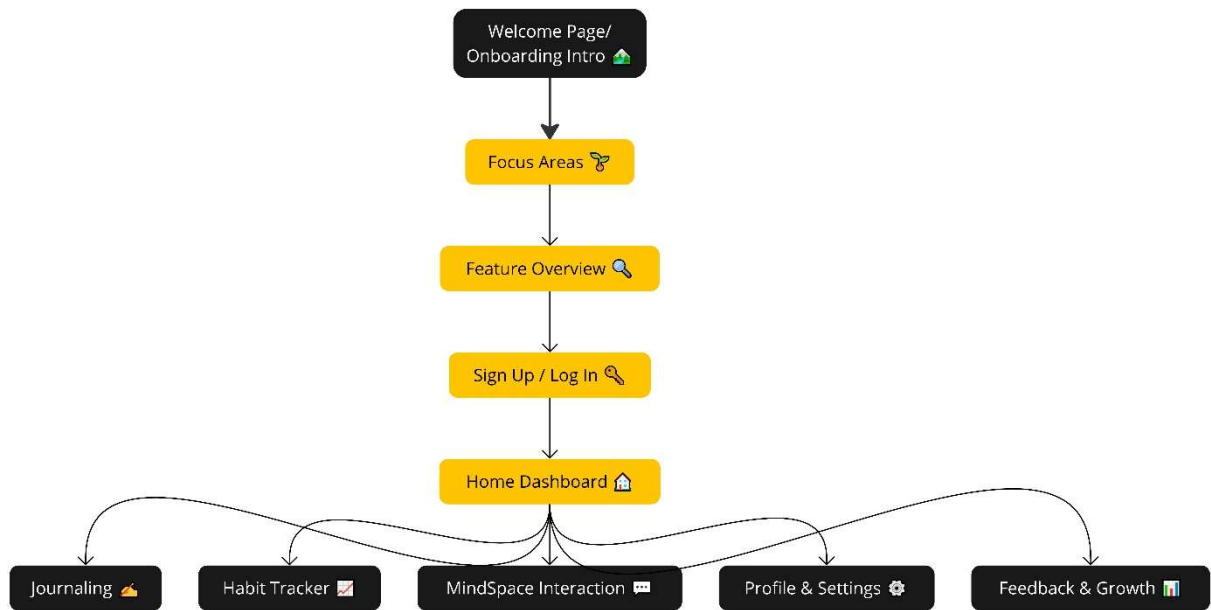 Welcome Page/
Onboarding Intro 🏞️
Focus Areas 🌱
Feature Overview 🔍
Sign Up / Log In 🔑
Home Dashboard 🏠
Journaling ✍️
Habit Tracker 📈
MindSpace Interaction 💬
Profile & Settings ⚙️
Feedback & Growth 📊